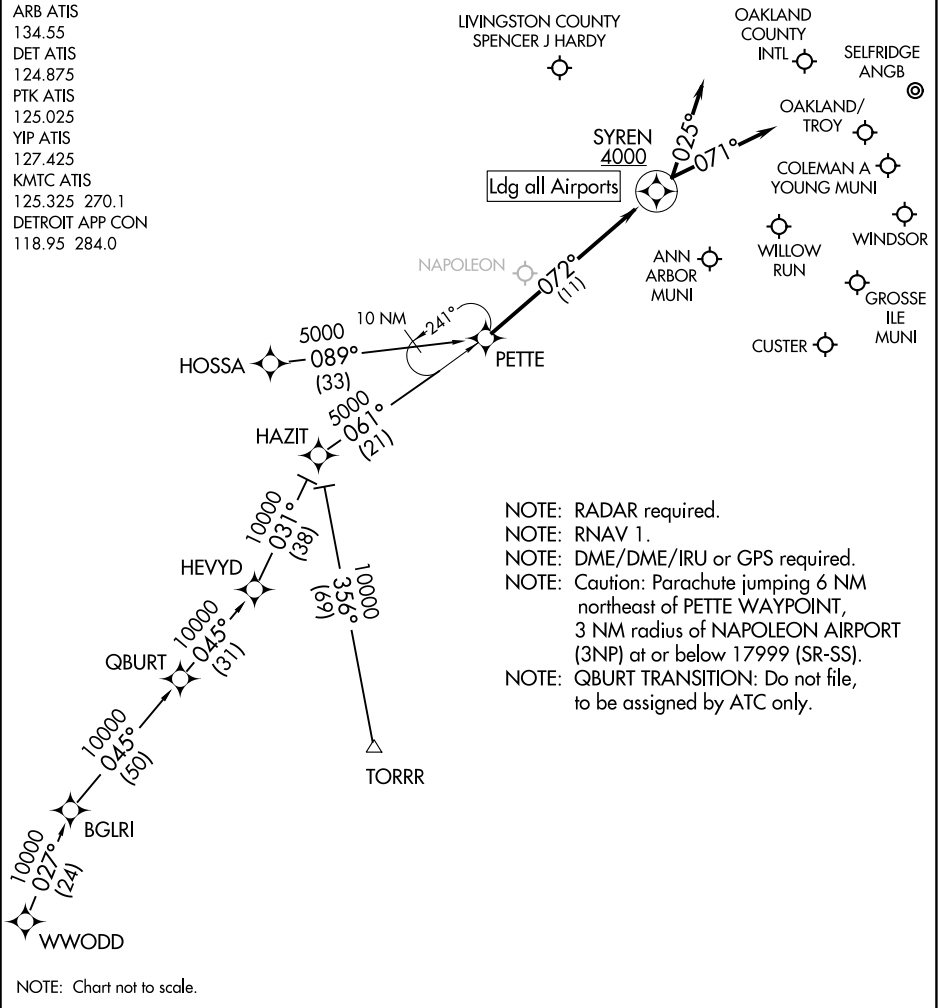 ARB ATIS
134.55
DET ATIS
124.875
PTK ATIS
125.025
YIP ATIS
127.425
KMTC ATIS
125.325 270.1
DETROIT APP CON
118.95 284.0
LIVINGSTON COUNTY
SPENCER J HARDY
OAKLAND
COUNTY
INTL
SELFRIDGE
ANGB
OAKLAND/
TROY
COLEMAN A
YOUNG MUNI
WINDSOR
WILLOW
RUN
ANN
ARBOR
MUNI
GROSSE
ILE
MUNI
CUSTER
SYREN
4000
Ldg all Airports
025°
071°
NAPOLEON
072°
(11)
10 NM
241°
PETTE
HOSSA
5000
089°
(33)
5000
061°
(21)
HAZIT
10000
031°
(38)
HEVYD
10000
356°
(69)
TORRR
10000
045°
(31)
QBURT
10000
045°
(50)
BGLRI
10000
027°
(24)
WWODD
NOTE: RADAR required.
NOTE: RNAV 1.
NOTE: DME/DME/IRU or GPS required.
NOTE: Caution: Parachute jumping 6 NM
northeast of PETTE WAYPOINT,
3 NM radius of NAPOLEON AIRPORT
(3NP) at or below 17999 (SR-SS).
NOTE: QBURT TRANSITION: Do not file,
to be assigned by ATC only.
NOTE: Chart not to scale.